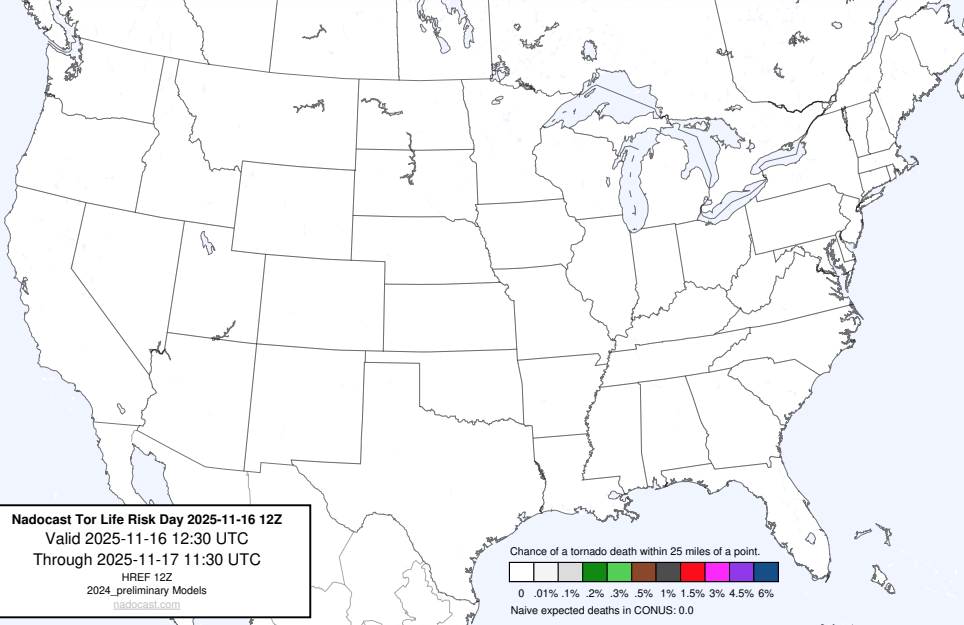 Nadocast Tor Life Risk Day 2025-11-16 12Z
Valid 2025-11-16 12:30 UTC
Through 2025-11-17 11:30 UTC
HREF 12Z
2024_preliminary Models
nadocast.com
Chance of a tornado death within 25 miles of a point.
0 .01% .1% .2% .3% .5% 1% 1.5% 3% 4.5% 6%
Naive expected deaths in CONUS: 0.0